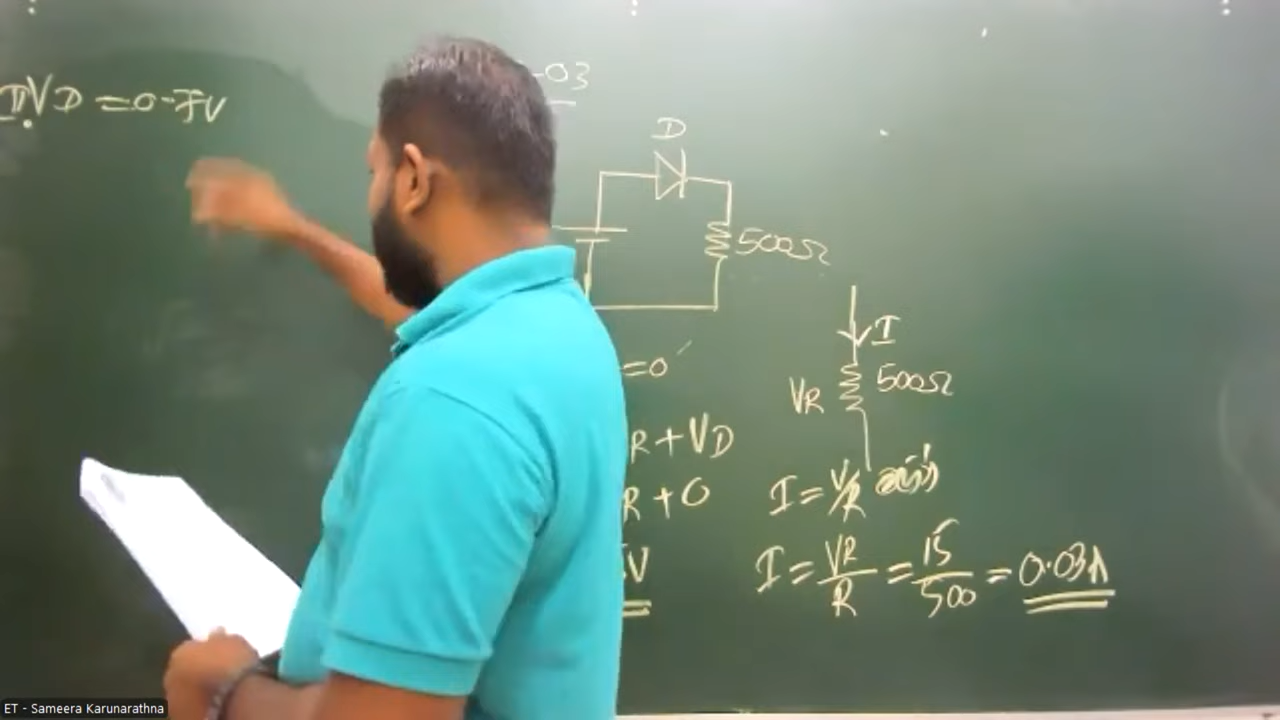 VD = 0.7V
-03
D
500Ω
I
VR
500Ω
=0
R + VD
R + 0
V
I = V/R
I = VR/R = 15/500 = 0.03A
ET - Sameera Karunarathna